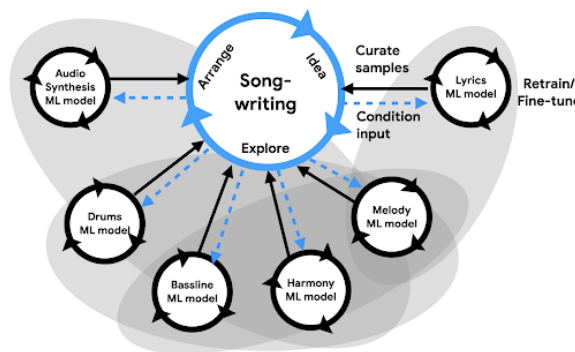 Arrange
Idea
Explore
Song-
writing
Audio
Synthesis
ML model
Curate
samples
Condition
input
Lyrics
ML model
Retrain/
Fine-tune
Drums
ML model
Bassline
ML model
Harmony
ML model
Melody
ML model